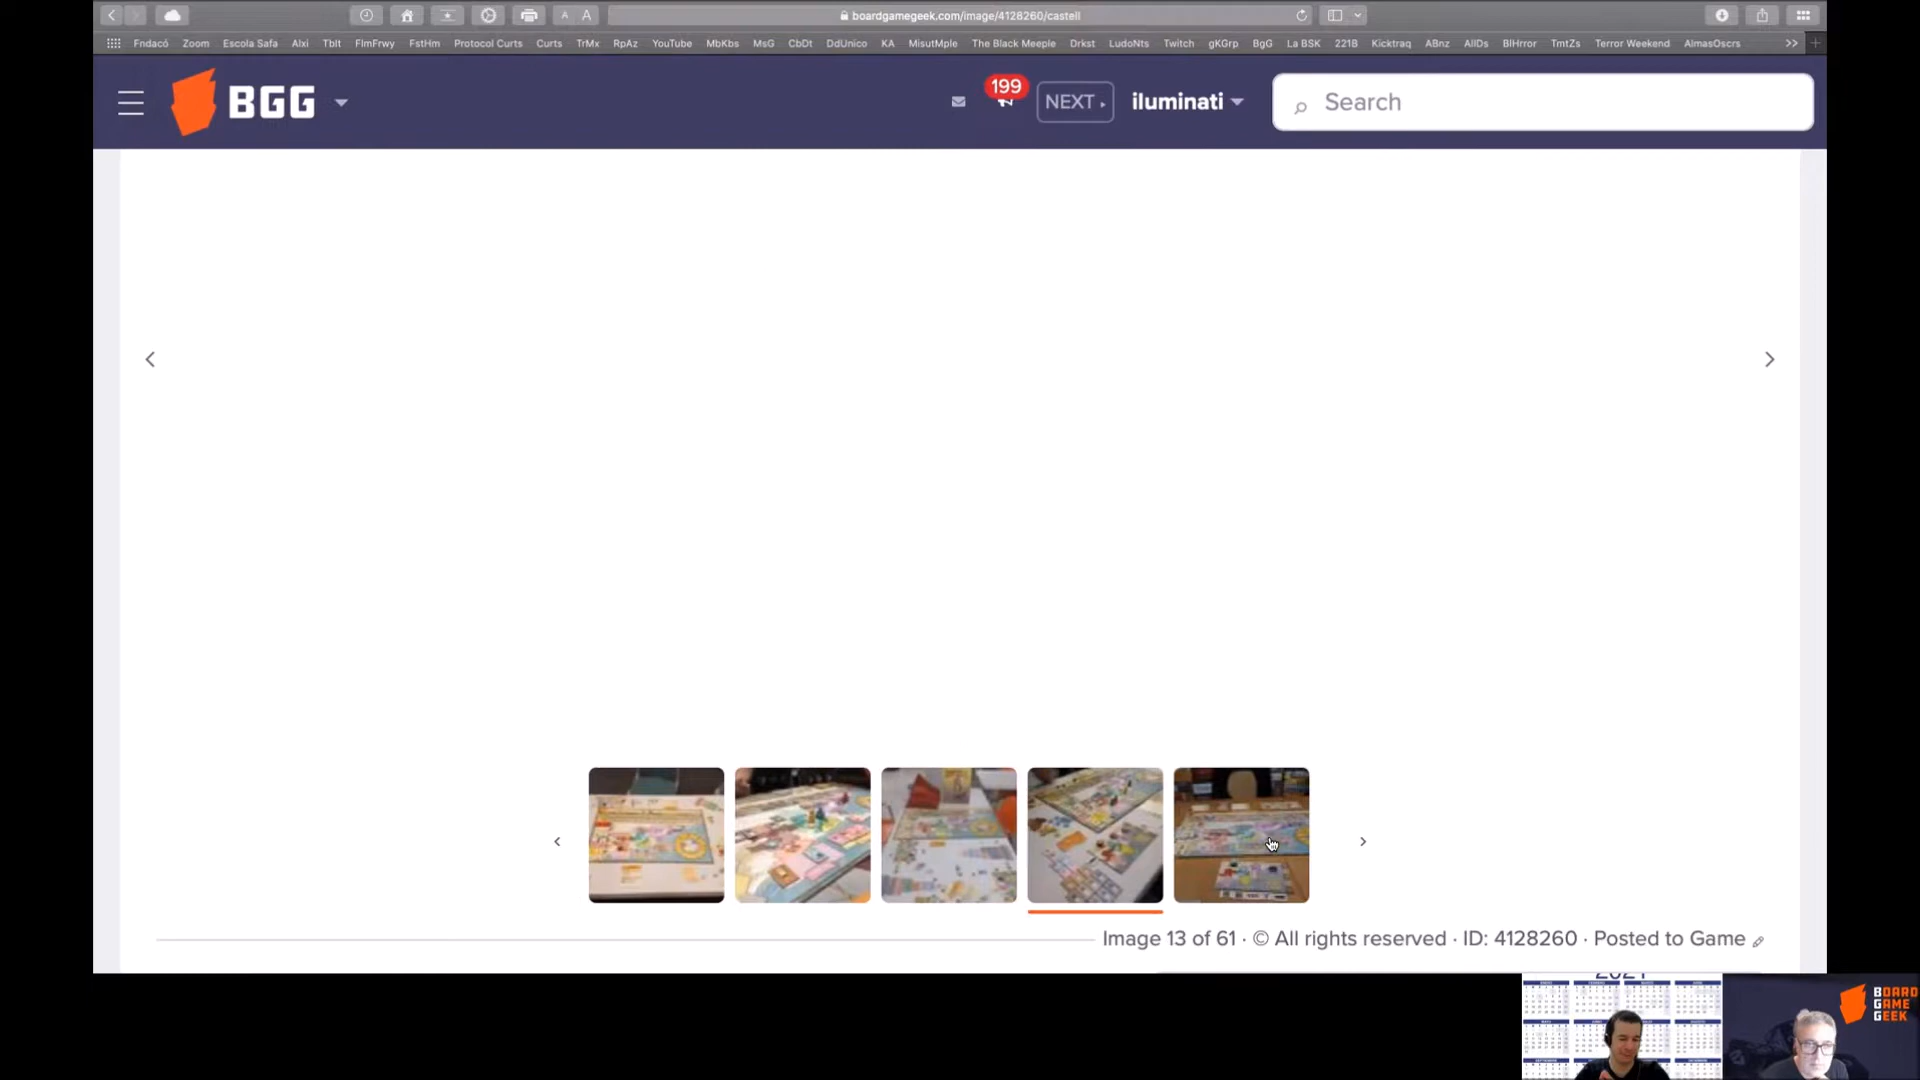 boardgamegeek.com/image/4128260/castell
A A
Fndacó Zoom Escola Safa Alxi Tblt FlmFrwy FstHm Protocol Curts Curts TrMx RpAz YouTube MbKbs MsG CbDt DdUnico KA MisutMple The Black Meeple Drkst LudoNts Twitch gKGrp BgG La BSK 221B Kicktraq ABnz AllDs BlHrror TmtZs Terror Weekend AlmasOscrs >>
BGG 199 NEXT iluminati Search
Image 13 of 61 · © All rights reserved · ID: 4128260 · Posted to Game
2021
BOARD
GAME
GEEK